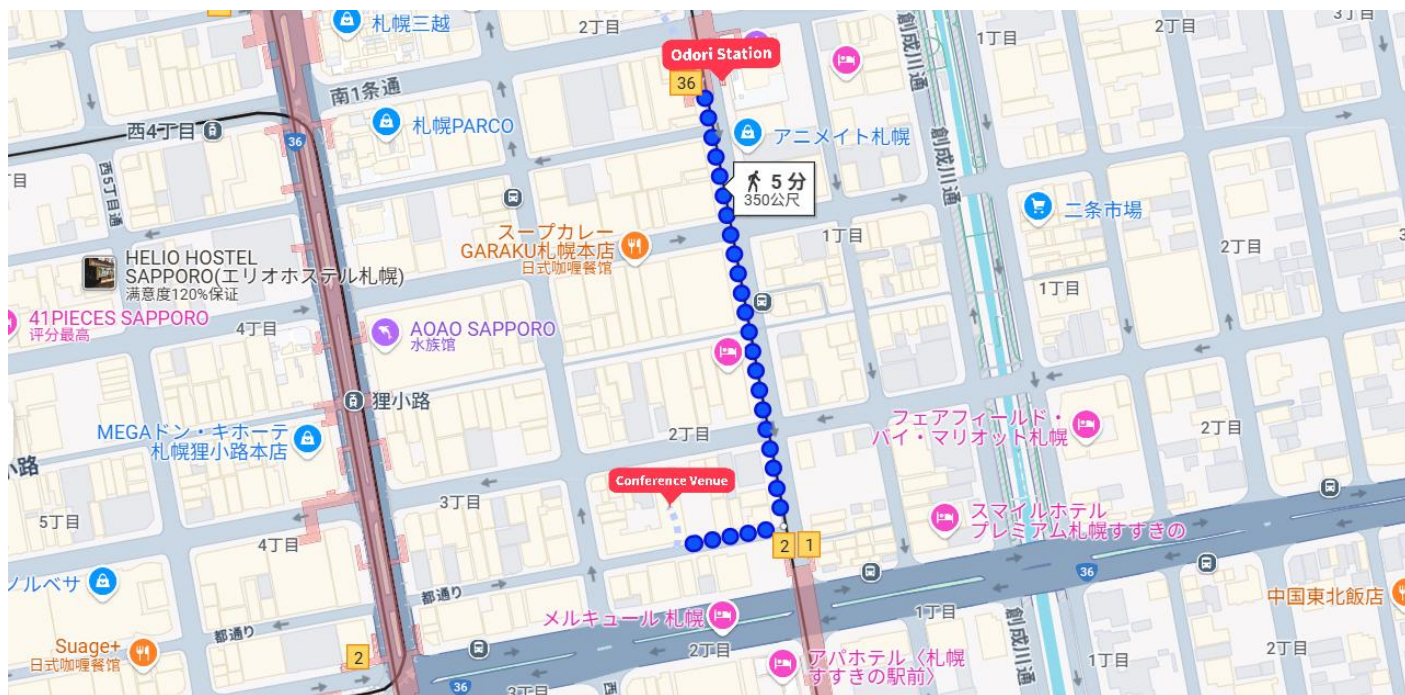 札幌三越
2丁目
1丁目
2丁目
3丁目
Odori Station
36
創成川通
南1条通
西4丁目
36
札幌PARCO
アニメイト札幌
創成川通
西5丁目通
5 分
350公尺
二条市場
スープカレー
GARAKU札幌本店
日式咖喱餐馆
1丁目
2丁目
HELIO HOSTEL
SAPPORO(エリオホステル札幌)
满意度120%保证
1丁目
41PIECES SAPPORO
评分最高
4丁目
AOAO SAPPORO
水族馆
狸小路
MEGAドン・キホーテ
札幌狸小路本店
2丁目
フェアフィールド・
バイ・マリオット札幌
2丁目
小路
Conference Venue
3丁目
5丁目
4丁目
スマイルホテル
プレミアム札幌すすきの
2
1
36
ノルベサ
都通り
都通り
メルキュール 札幌
1丁目
創成川通
中国東北飯店
Suage+
日式咖喱餐馆
2
2丁目
アパホテル〈札幌
すすきの駅前〉
1丁目
2丁目
36
3丁目